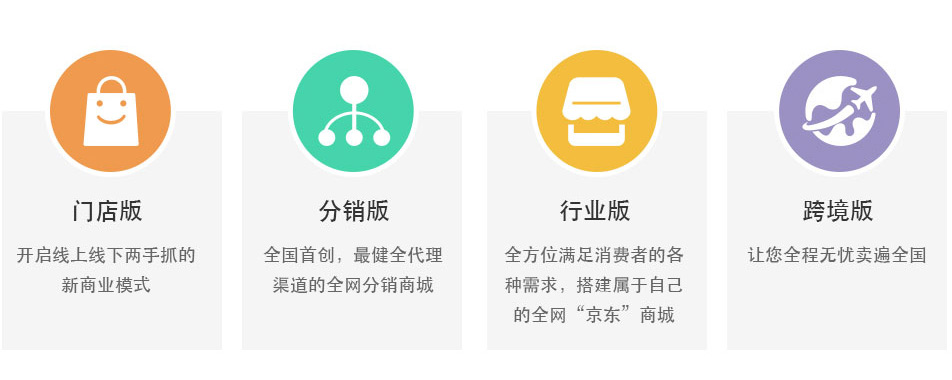 门店版
开启线上线下两手抓的
新商业模式
分销版
全国首创，最健全代理
渠道的全网分销商城
行业版
全方位满足消费者的各
种需求，搭建属于自己
的全网“京东”商城
跨境版
让您全程无忧卖遍全国